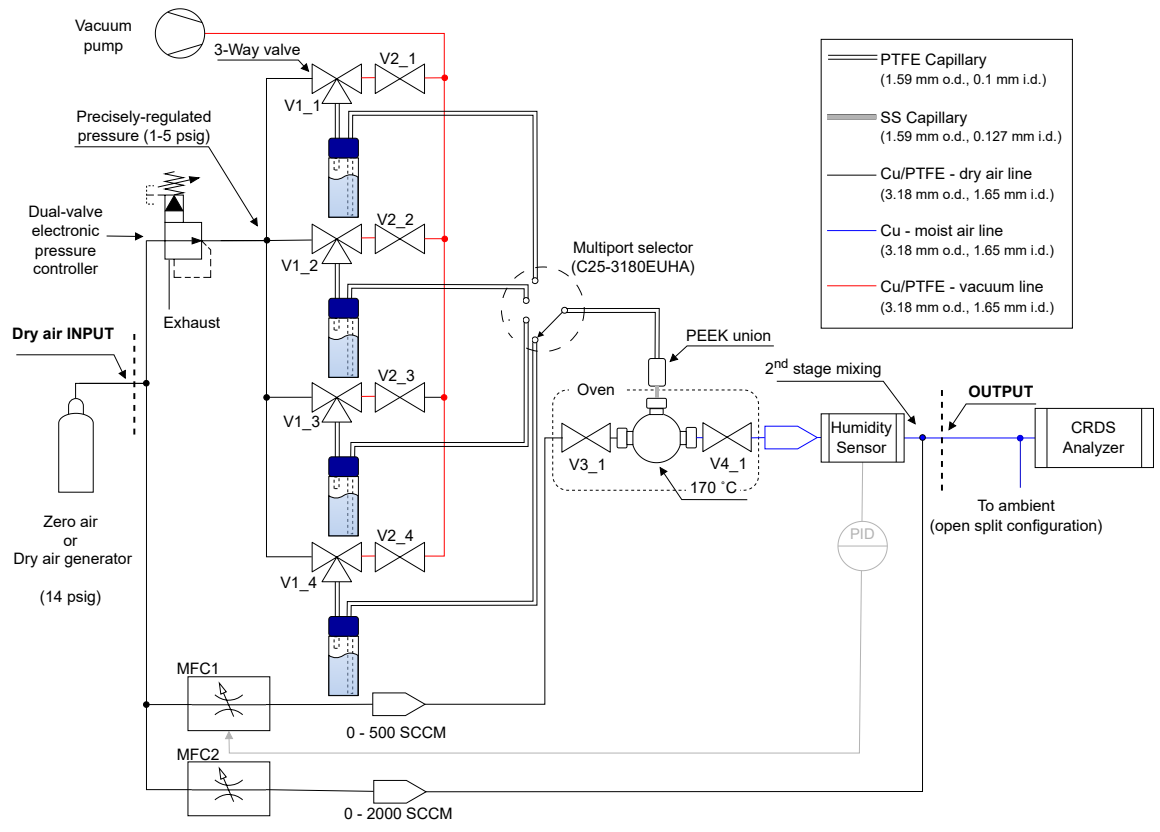 Vacuum
pump
3-Way valve
V2_1
V1_1
Precisely-regulated
pressure (1-5 psig)
Dual-valve
electronic
pressure
controller
Exhaust
V2_2
V1_2
Dry air INPUT
V2_3
V1_3
Zero air
or
Dry air generator
(14 psig)
V2_4
V1_4
Multiport selector
(C25-3180EUHA)
PEEK union
Oven
V3_1
V4_1
170 ˚C
2nd stage mixing
OUTPUT
Humidity
Sensor
CRDS
Analyzer
To ambient
(open split configuration)
PID
MFC1
0 - 500 SCCM
MFC2
0 - 2000 SCCM
PTFE Capillary
(1.59 mm o.d., 0.1 mm i.d.)
SS Capillary
(1.59 mm o.d., 0.127 mm i.d.)
Cu/PTFE - dry air line
(3.18 mm o.d., 1.65 mm i.d.)
Cu - moist air line
(3.18 mm o.d., 1.65 mm i.d.)
Cu/PTFE - vacuum line
(3.18 mm o.d., 1.65 mm i.d.)